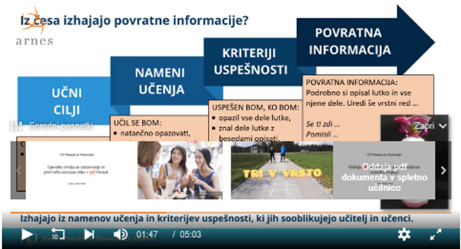 Iz česa izhajajo povratne informacije?
arnes
POVRATNA
INFORMACIJA
KRITERIJI
USPEŠNOSTI
NAMENI
UČENJA
UČNI
CILJI
POVRATNA INFORMACIJA:
Podrobno si opisal lutko in vse
njene dele. Uredi še vrstni red ...
Se ti zdi ...
Pomisli ...
USPEŠEN BOM, KO BOM:
• opazil vse dele lutke,
• znal dele lutke z
besedami opisati,
UČIL SE BOM:
• natančno opazovati,
Sorodni posnetki
Zapri
TRI V VRSTO
Oddaja pdf
dokumenta v spletno
učilnico
Izhajajo iz namenov učenja in kriterijev uspešnosti, ki jih sooblikujejo učitelj in učenci.
10
01:47 / 05:03